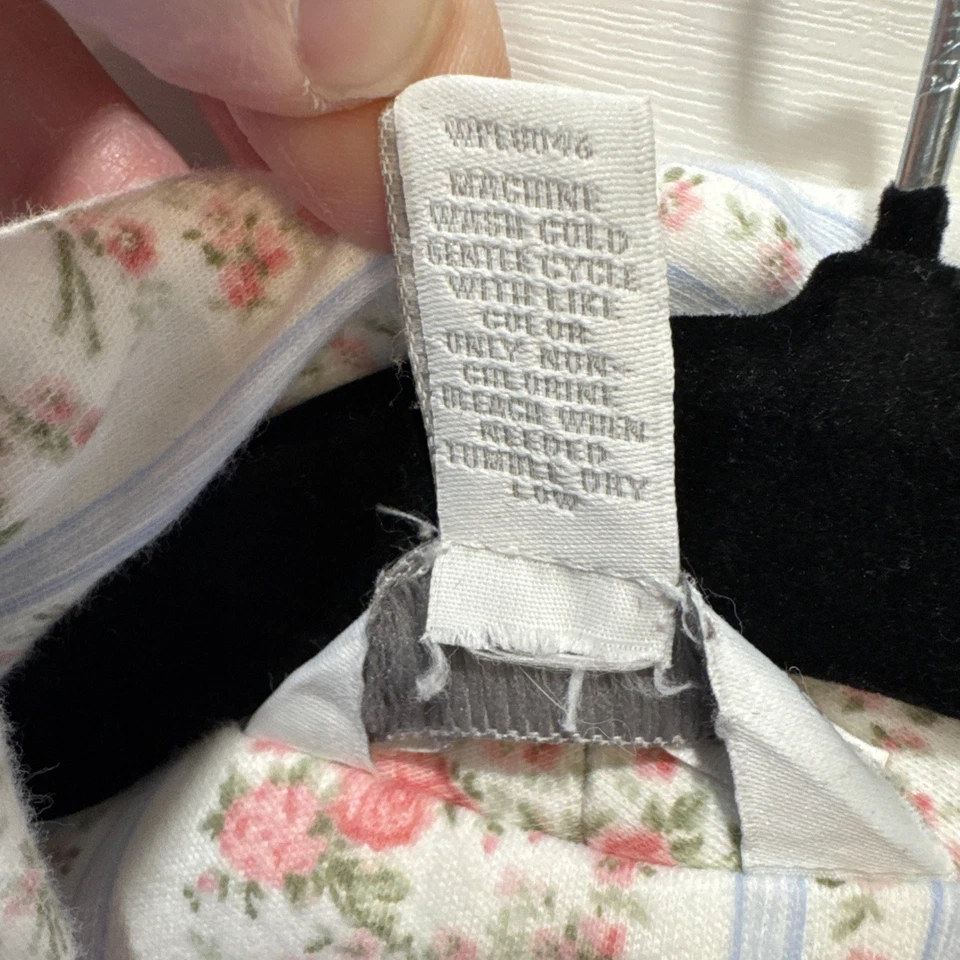 MACHINE
WASH COLD
GENTLE CYCLE
WITH LIKE
COLOR
ONLY NON-
CHLORINE
BLEACH WHEN
NEEDED
TUMBLE DRY
LOW